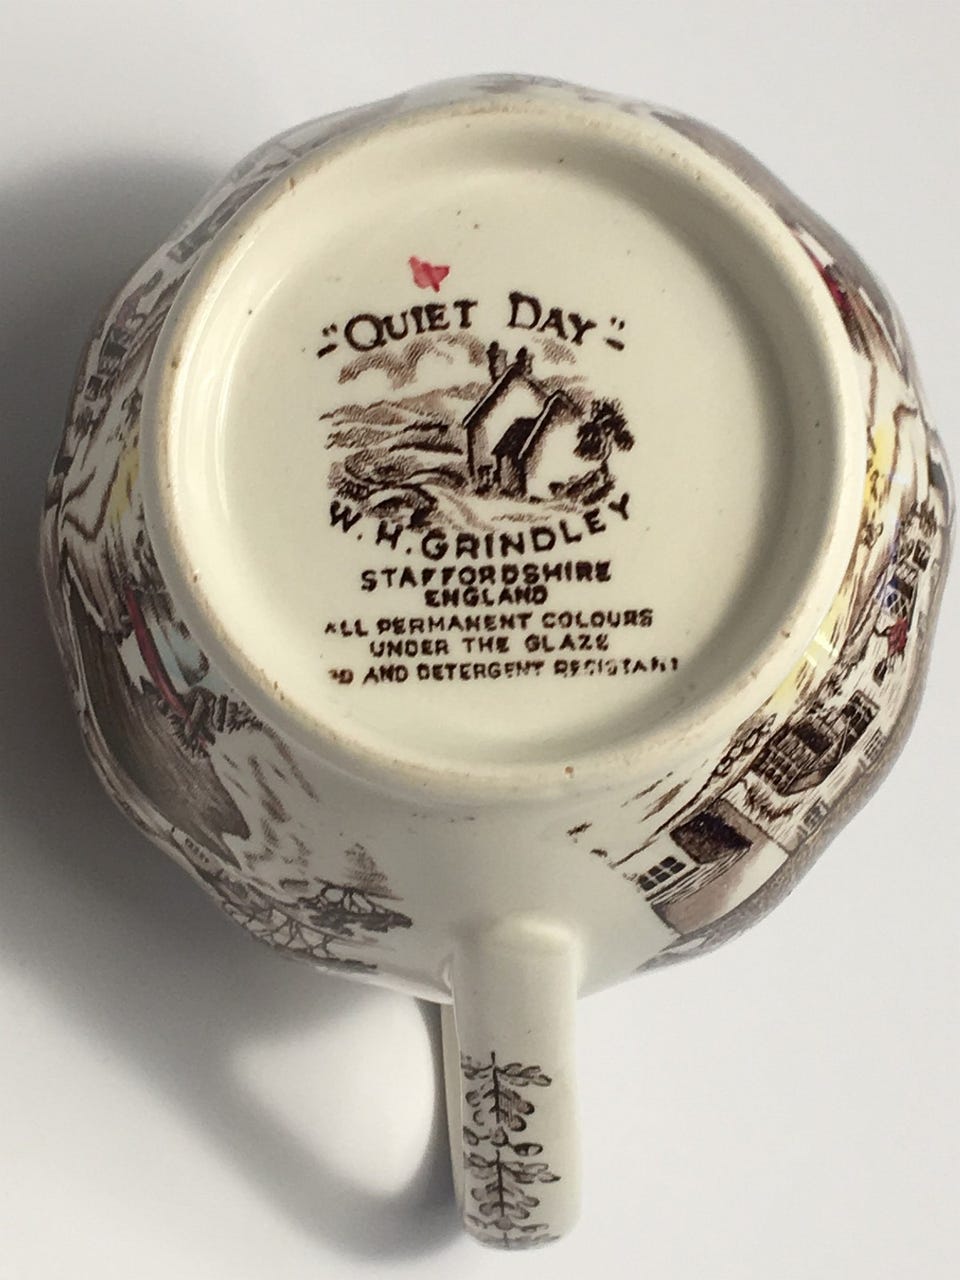 "QUIET DAY"
W.H. GRINDLEY
STAFFORDSHIRE
ENGLAND
ALL PERMANENT COLOURS
UNDER THE GLAZE
AND DETERGENT RESISTANT